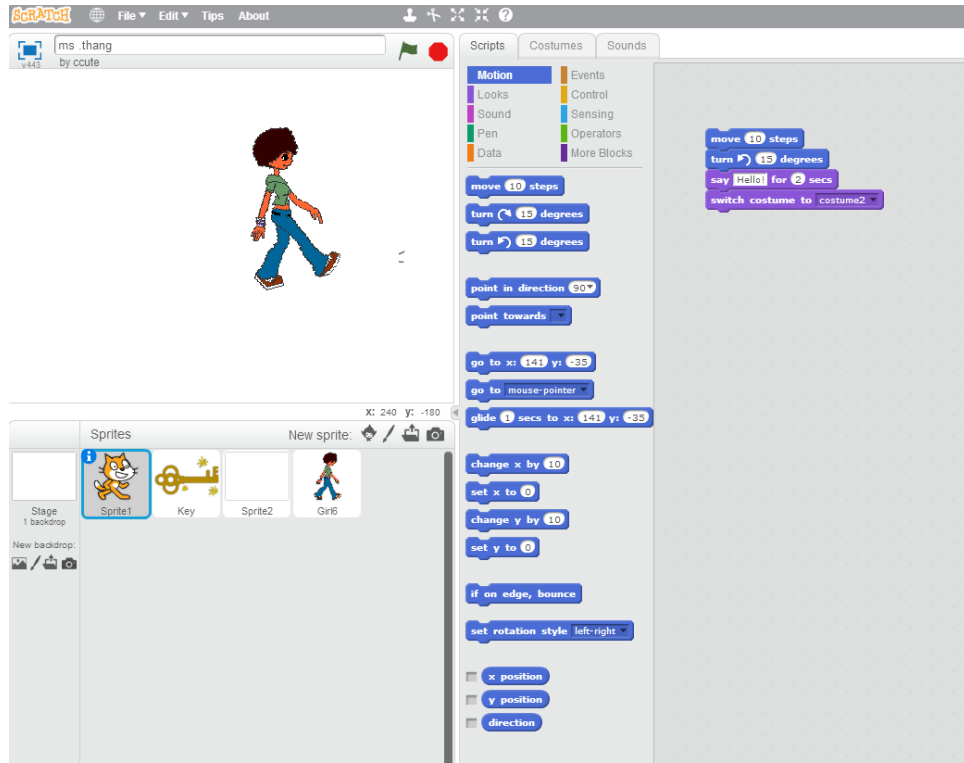 SCRATCH File Edit Tips About
ms .thang
v443 by ccute
Scripts Costumes Sounds
Motion Events
Looks Control
Sound Sensing
Pen Operators
Data More Blocks
move 10 steps
turn 15 degrees
turn 15 degrees
point in direction 90
point towards
go to x: 141 y: -35
go to mouse-pointer
glide 1 secs to x: 141 y: -35
change x by 10
set x to 0
change y by 10
set y to 0
if on edge, bounce
set rotation style left-right
x position
y position
direction
move 10 steps
turn 15 degrees
say Hello! for 2 secs
switch costume to costume2
X: 240 y: -180
Sprites New sprite:
Stage
1 backdrop
New backdrop:
Sprite1 Key Sprite2 Girl6